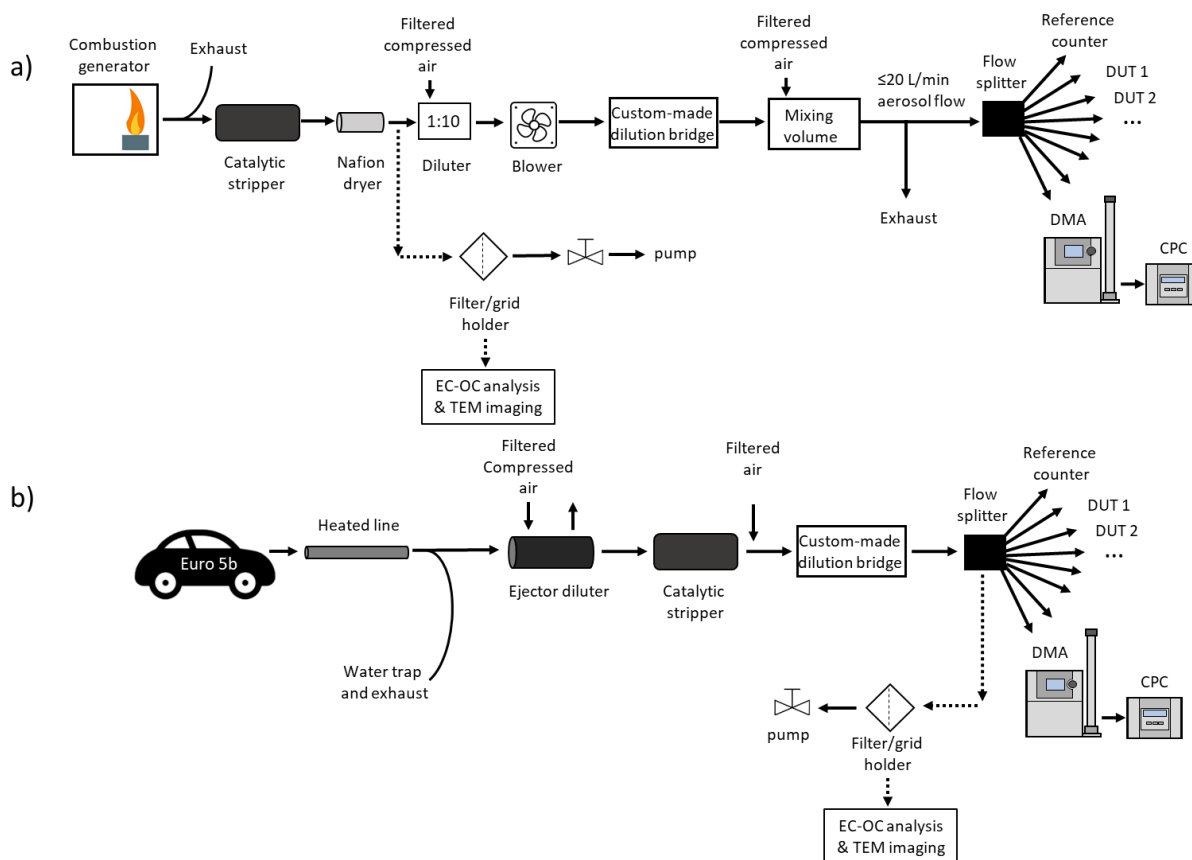 a)
Combustion
generator
Exhaust
Catalytic
stripper
Nafion
dryer
Filtered
compressed
air
1:10
Diluter
Blower
Custom-made
dilution bridge
Filtered
compressed
air
Mixing
volume
≤20 L/min
aerosol flow
Exhaust
Flow
splitter
Reference
counter
DUT 1
DUT 2
...
DMA
CPC
Filter/grid
holder
pump
EC-OC analysis
& TEM imaging
b)
Euro 5b
Heated line
Water trap
and exhaust
Filtered
Compressed
air
Ejector diluter
Catalytic
stripper
Filtered
air
Custom-made
dilution bridge
Flow
splitter
Reference
counter
DUT 1
DUT 2
...
DMA
CPC
pump
Filter/grid
holder
EC-OC analysis
& TEM imaging